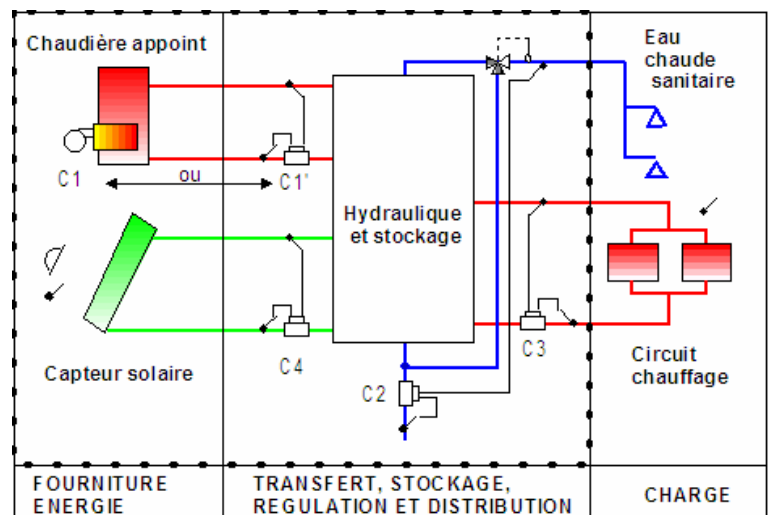 Chaudière appoint
C1
ou
C1'
Capteur solaire
C4
Hydraulique
et stockage
C2
C3
Eau
chaude
sanitaire
Circuit
chauffage
FOURNITURE
ENERGIE
TRANSFERT, STOCKAGE,
REGULATION ET DISTRIBUTION
CHARGE